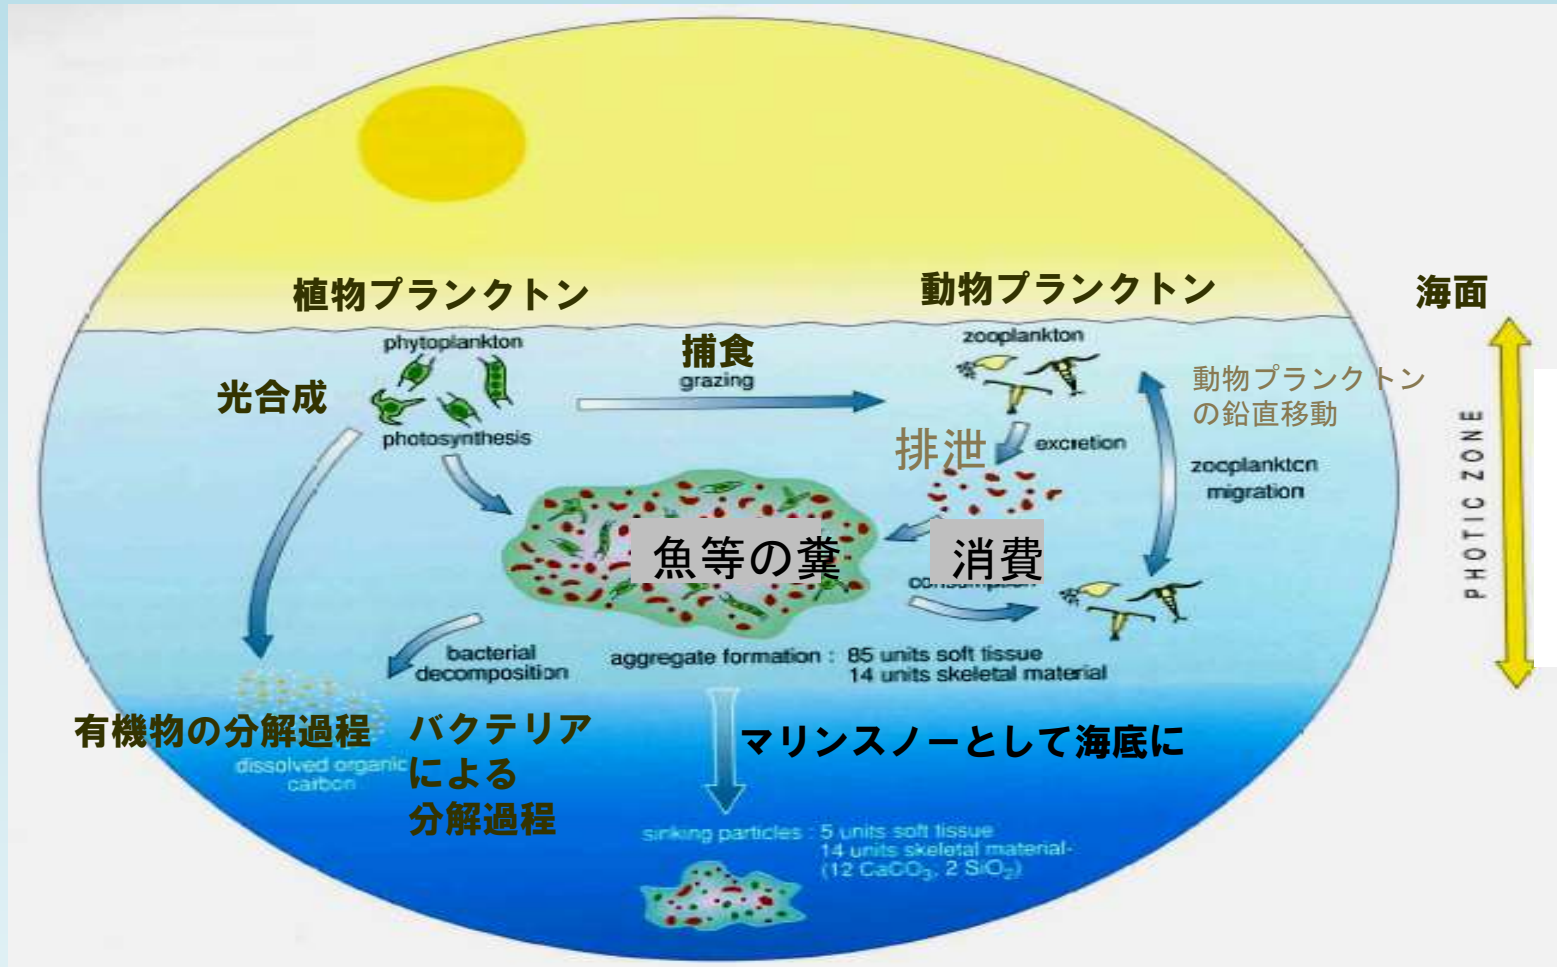 植物プランクトン
動物プランクトン
海面
phytoplankton
捕食
zooplankton
光合成
grazing
動物プランクトン
の鉛直移動
photosynthesis
排泄
excretion
zooplankton
migration
PHOTIC ZONE
魚等の糞
消費
bacterial
decomposition
aggregate formation : 85 units soft tissue
14 units skeletal material
有機物の分解過程
バクテリア
による
分解過程
マリンスノーとして海底に
dissolved organic
carbon
sinking particles : 5 units soft tissue
14 units skeletal material-
(12 CaCO₃, 2 SiO₂)